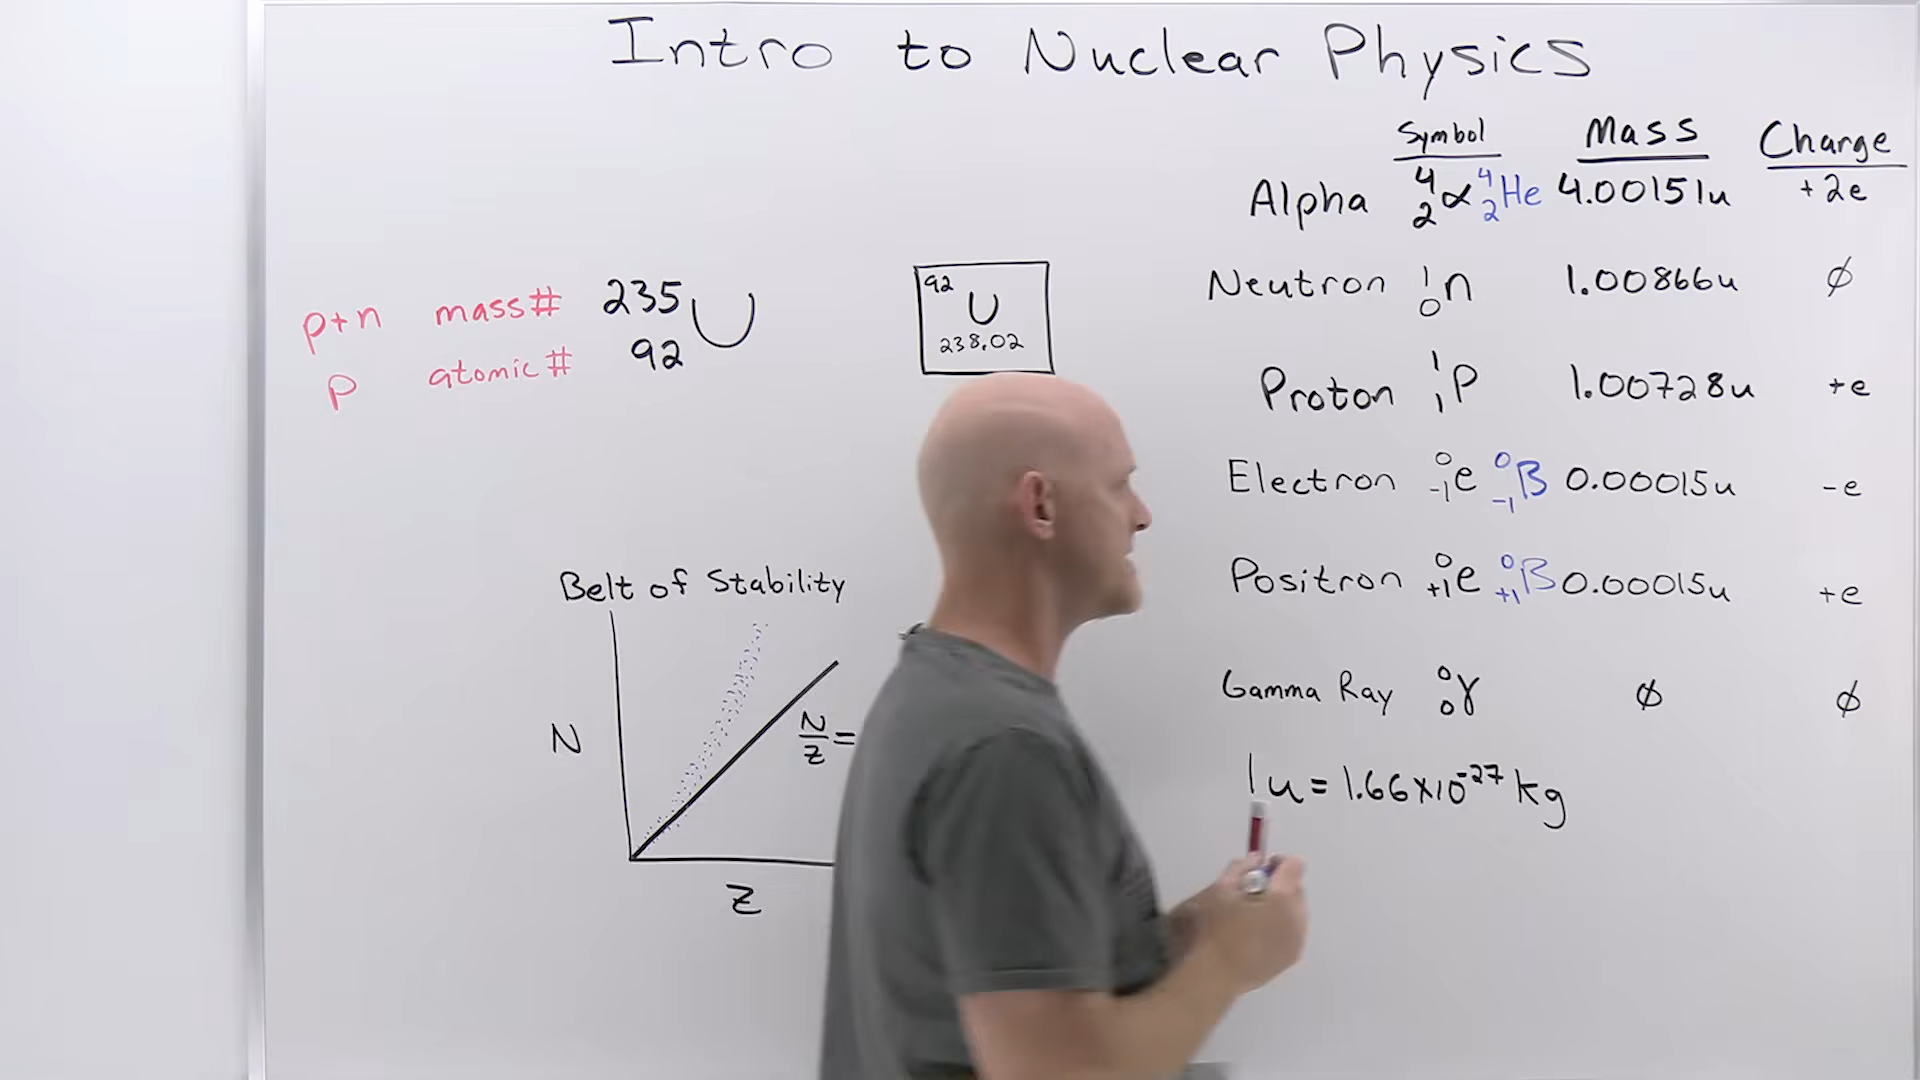 Intro to Nuclear Physics
Symbol Mass Charge
Alpha ⁴₂α ⁴₂He 4.00151u +2e
Neutron ¹₀n 1.00866u ∅
Proton ¹₁P 1.00728u +e
Electron ⁰₋₁e ⁰₋₁β 0.00015u -e
Positron ⁰₊₁e ⁰₊₁β 0.00015u +e
Gamma Ray ⁰₀γ ∅ ∅
1u = 1.66x10⁻²⁷ kg
p+n mass# 235
p atomic# 92
U
92
U
238.02
Belt of Stability
N
N/Z =
Z